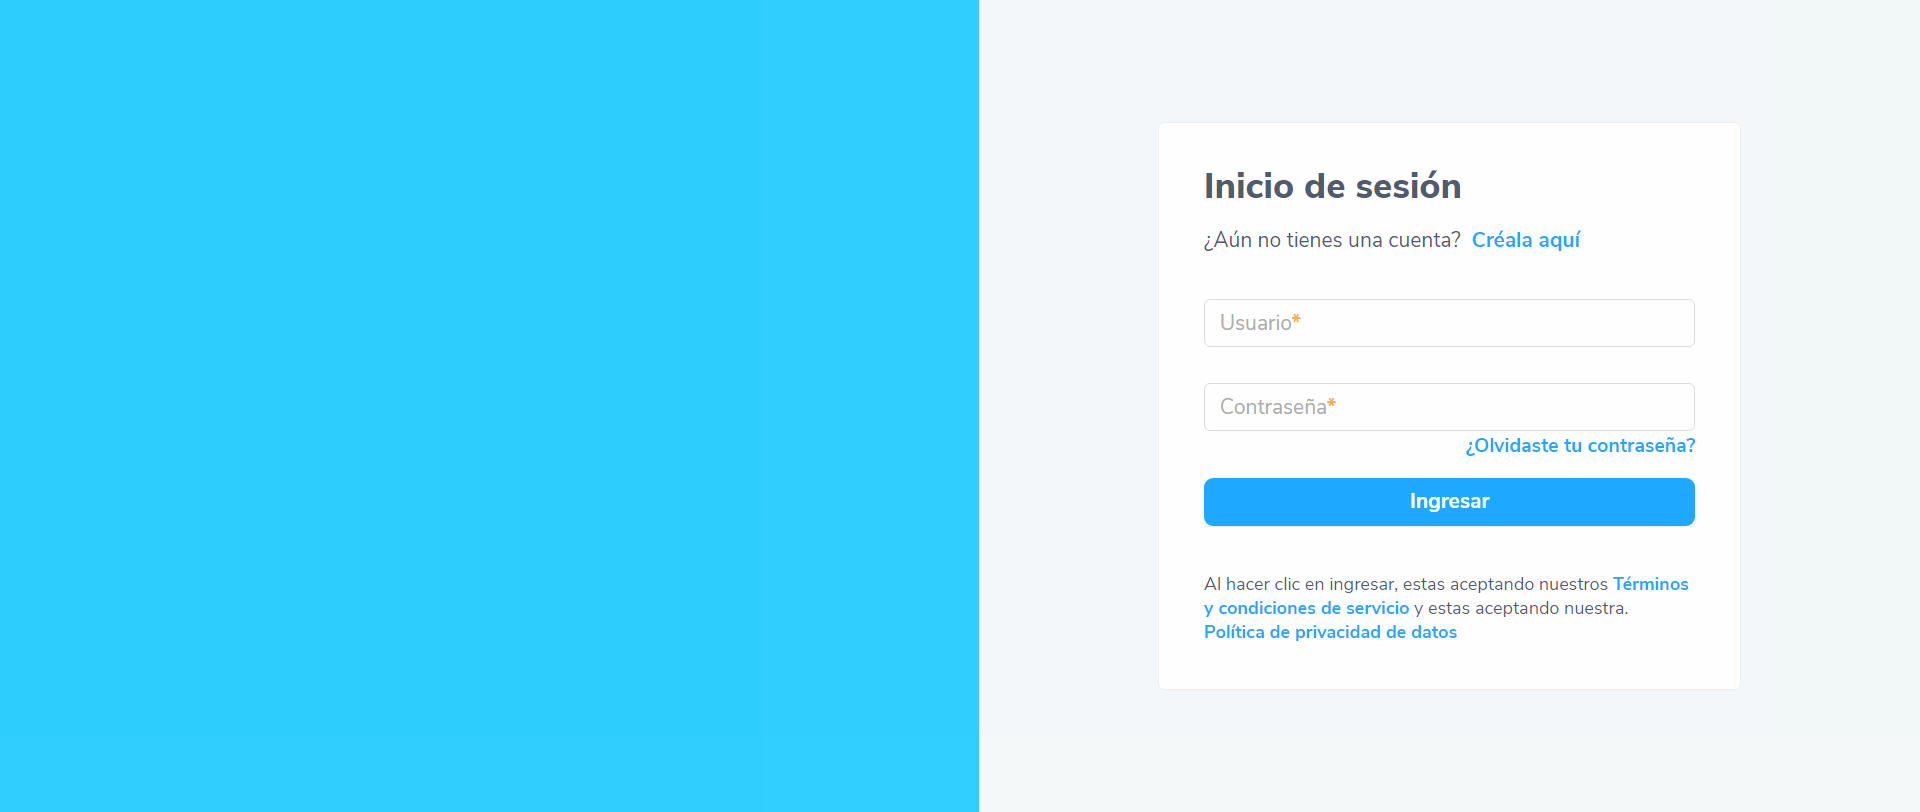 Inicio de sesión
¿Aún no tienes una cuenta? Créala aquí
Usuario*
Contraseña*
¿Olvidaste tu contraseña?
Ingresar
Al hacer clic en ingresar, estas aceptando nuestros Términos
y condiciones de servicio y estas aceptando nuestra.
Política de privacidad de datos